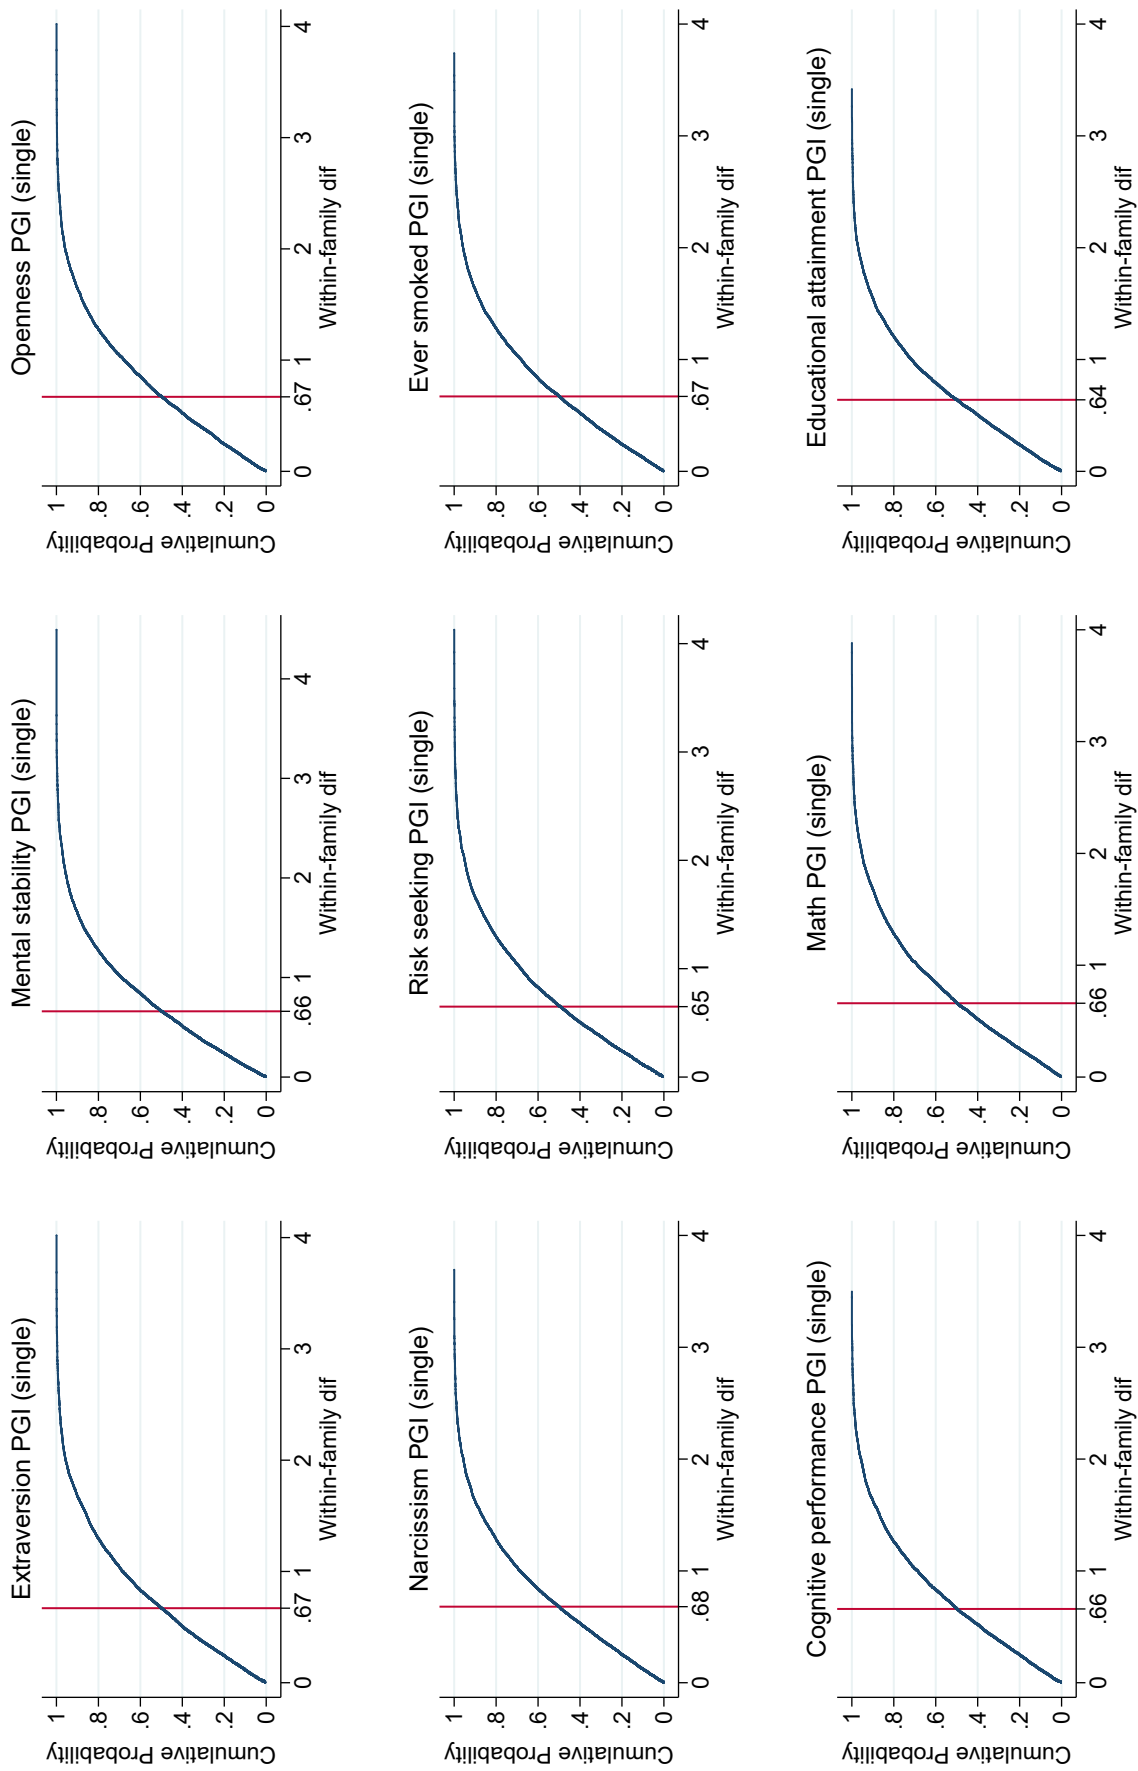 Extraversion PGI (single)
Cumulative Probability
1
.8
.6
.4
.2
0
0 .67 1 2 3 4
Within-family dif
Mental stability PGI (single)
Cumulative Probability
1
.8
.6
.4
.2
0
0 .66 1 2 3 4
Within-family dif
Openness PGI (single)
Cumulative Probability
1
.8
.6
.4
.2
0
0 .67 1 2 3 4
Within-family dif
Narcissism PGI (single)
Cumulative Probability
1
.8
.6
.4
.2
0
0 .68 1 2 3 4
Within-family dif
Risk seeking PGI (single)
Cumulative Probability
1
.8
.6
.4
.2
0
0 .65 1 2 3 4
Within-family dif
Ever smoked PGI (single)
Cumulative Probability
1
.8
.6
.4
.2
0
0 .67 1 2 3 4
Within-family dif
Cognitive performance PGI (single)
Cumulative Probability
1
.8
.6
.4
.2
0
0 .66 1 2 3 4
Within-family dif
Math PGI (single)
Cumulative Probability
1
.8
.6
.4
.2
0
0 .66 1 2 3 4
Within-family dif
Educational attainment PGI (single)
Cumulative Probability
1
.8
.6
.4
.2
0
0 .64 1 2 3 4
Within-family dif